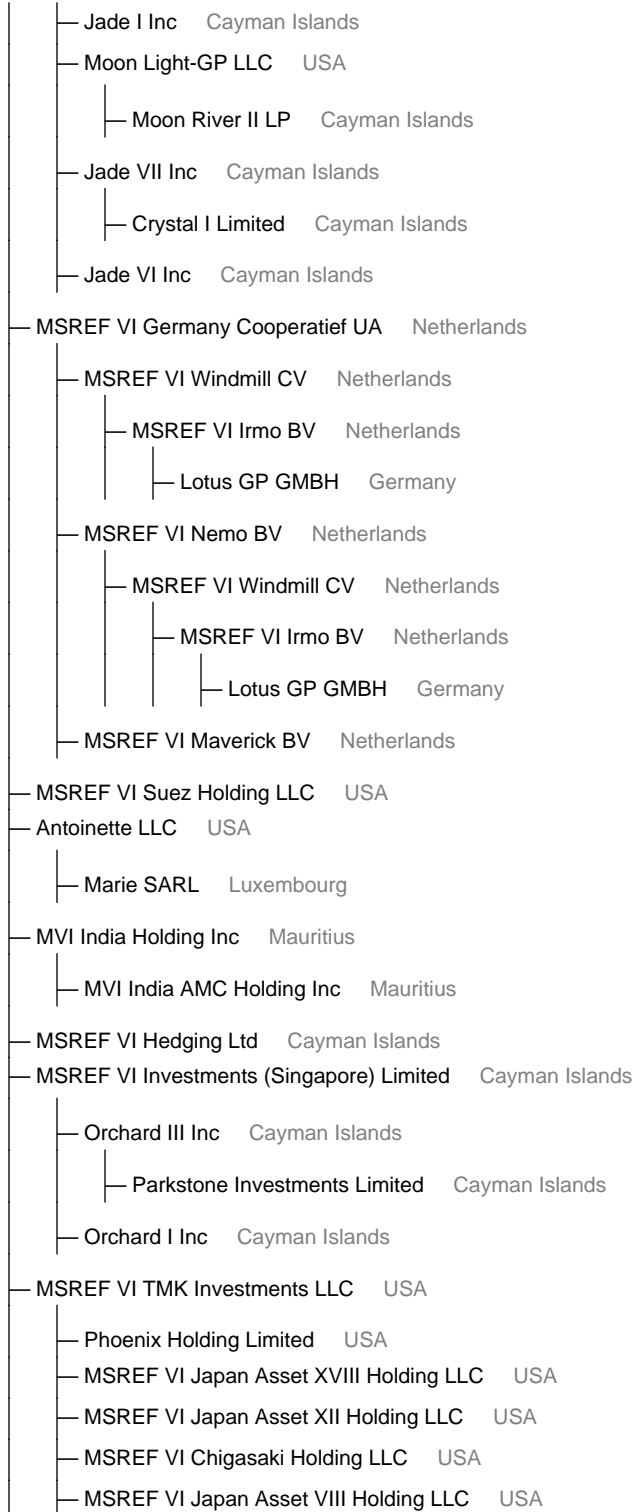 Jade I Inc Cayman Islands
Moon Light-GP LLC USA
Moon River II LP Cayman Islands
Jade VII Inc Cayman Islands
Crystal I Limited Cayman Islands
Jade VI Inc Cayman Islands
MSREF VI Germany Cooperatief UA Netherlands
MSREF VI Windmill CV Netherlands
MSREF VI Irmo BV Netherlands
Lotus GP GMBH Germany
MSREF VI Nemo BV Netherlands
MSREF VI Windmill CV Netherlands
MSREF VI Irmo BV Netherlands
Lotus GP GMBH Germany
MSREF VI Maverick BV Netherlands
MSREF VI Suez Holding LLC USA
Antoinette LLC USA
Marie SARL Luxembourg
MVI India Holding Inc Mauritius
MVI India AMC Holding Inc Mauritius
MSREF VI Hedging Ltd Cayman Islands
MSREF VI Investments (Singapore) Limited Cayman Islands
Orchard III Inc Cayman Islands
Parkstone Investments Limited Cayman Islands
Orchard I Inc Cayman Islands
MSREF VI TMK Investments LLC USA
Phoenix Holding Limited USA
MSREF VI Japan Asset XVIII Holding LLC USA
MSREF VI Japan Asset XII Holding LLC USA
MSREF VI Chigasaki Holding LLC USA
MSREF VI Japan Asset VIII Holding LLC USA